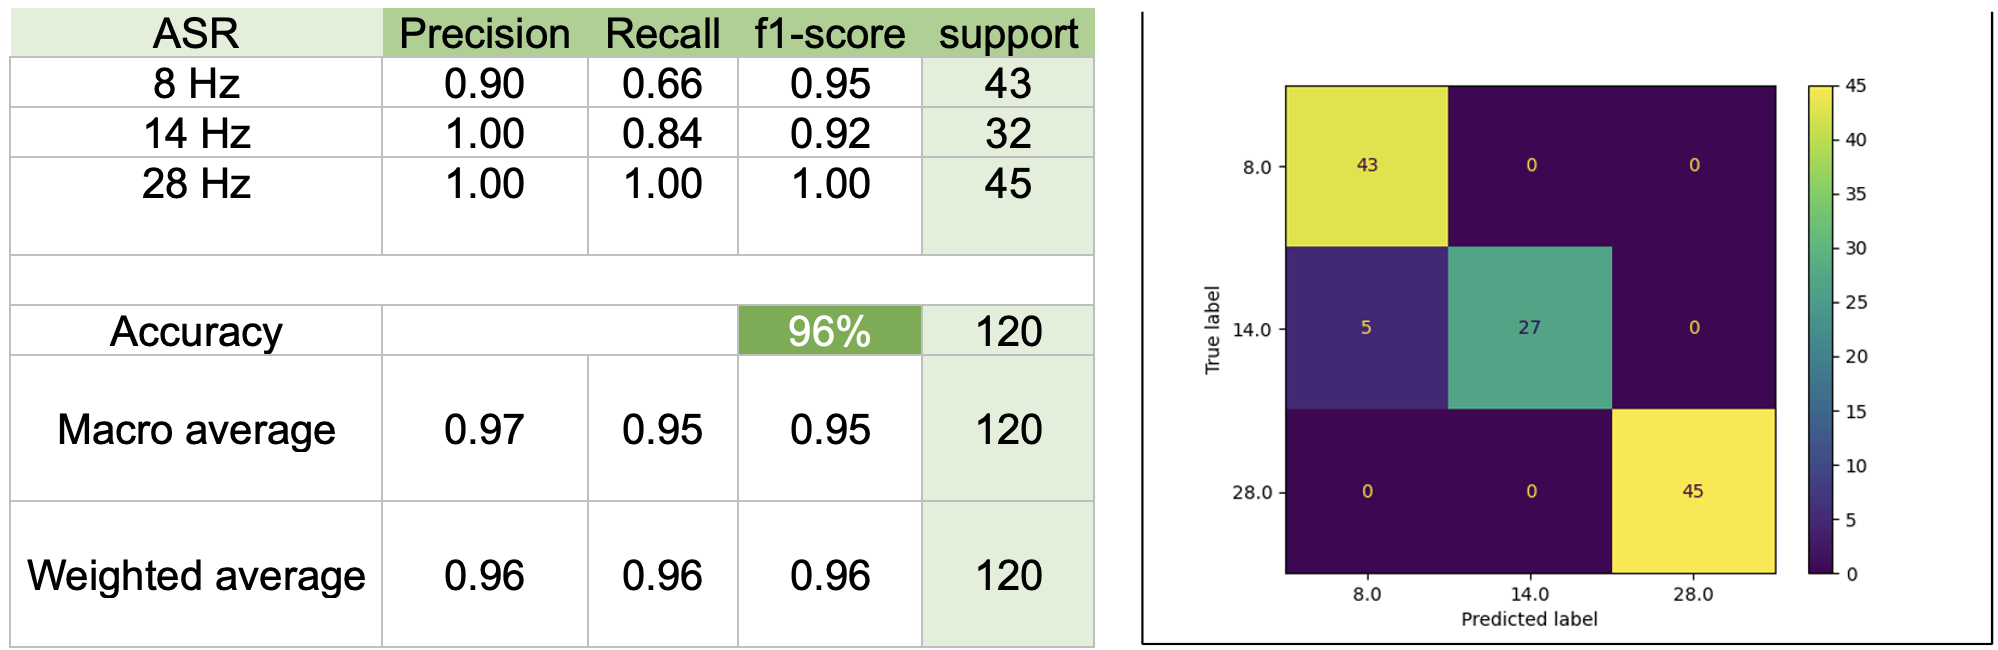 ASR Precision Recall f1-score support
8 Hz 0.90 0.66 0.95 43
14 Hz 1.00 0.84 0.92 32
28 Hz 1.00 1.00 1.00 45
Accuracy 96% 120
Macro average 0.97 0.95 0.95 120
Weighted average 0.96 0.96 0.96 120
True label
8.0 43 0 0
14.0 5 27 0
28.0 0 0 45
8.0 14.0 28.0
Predicted label
45
40
35
30
25
20
15
10
5
0